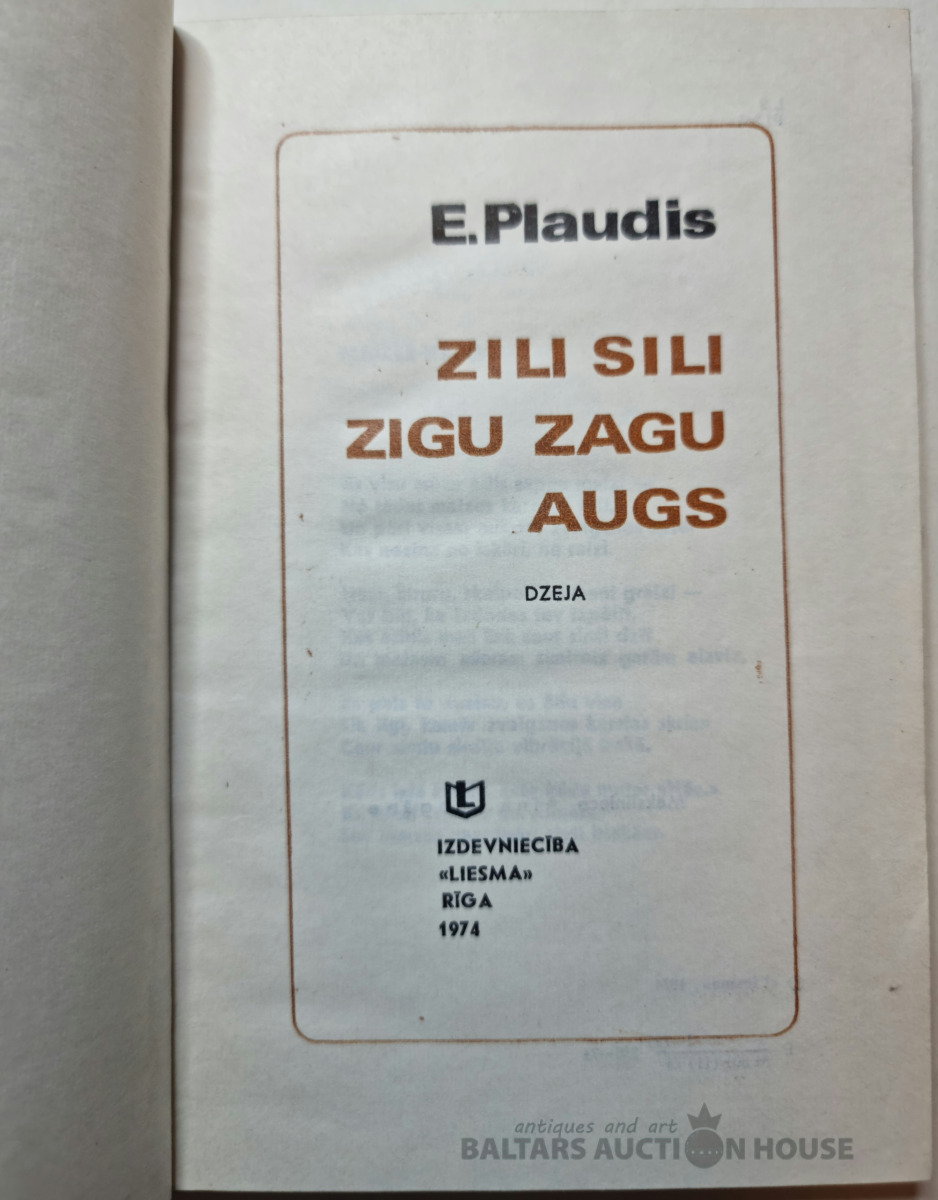 E. Plaudis
ZILI SILI
ZIGU ZAGU
AUGS
DZEJA
IZDEVNIECĪBA
«LIESMA»
RĪGA
1974
antiques and art
BALTARS AUCTION HOUSE